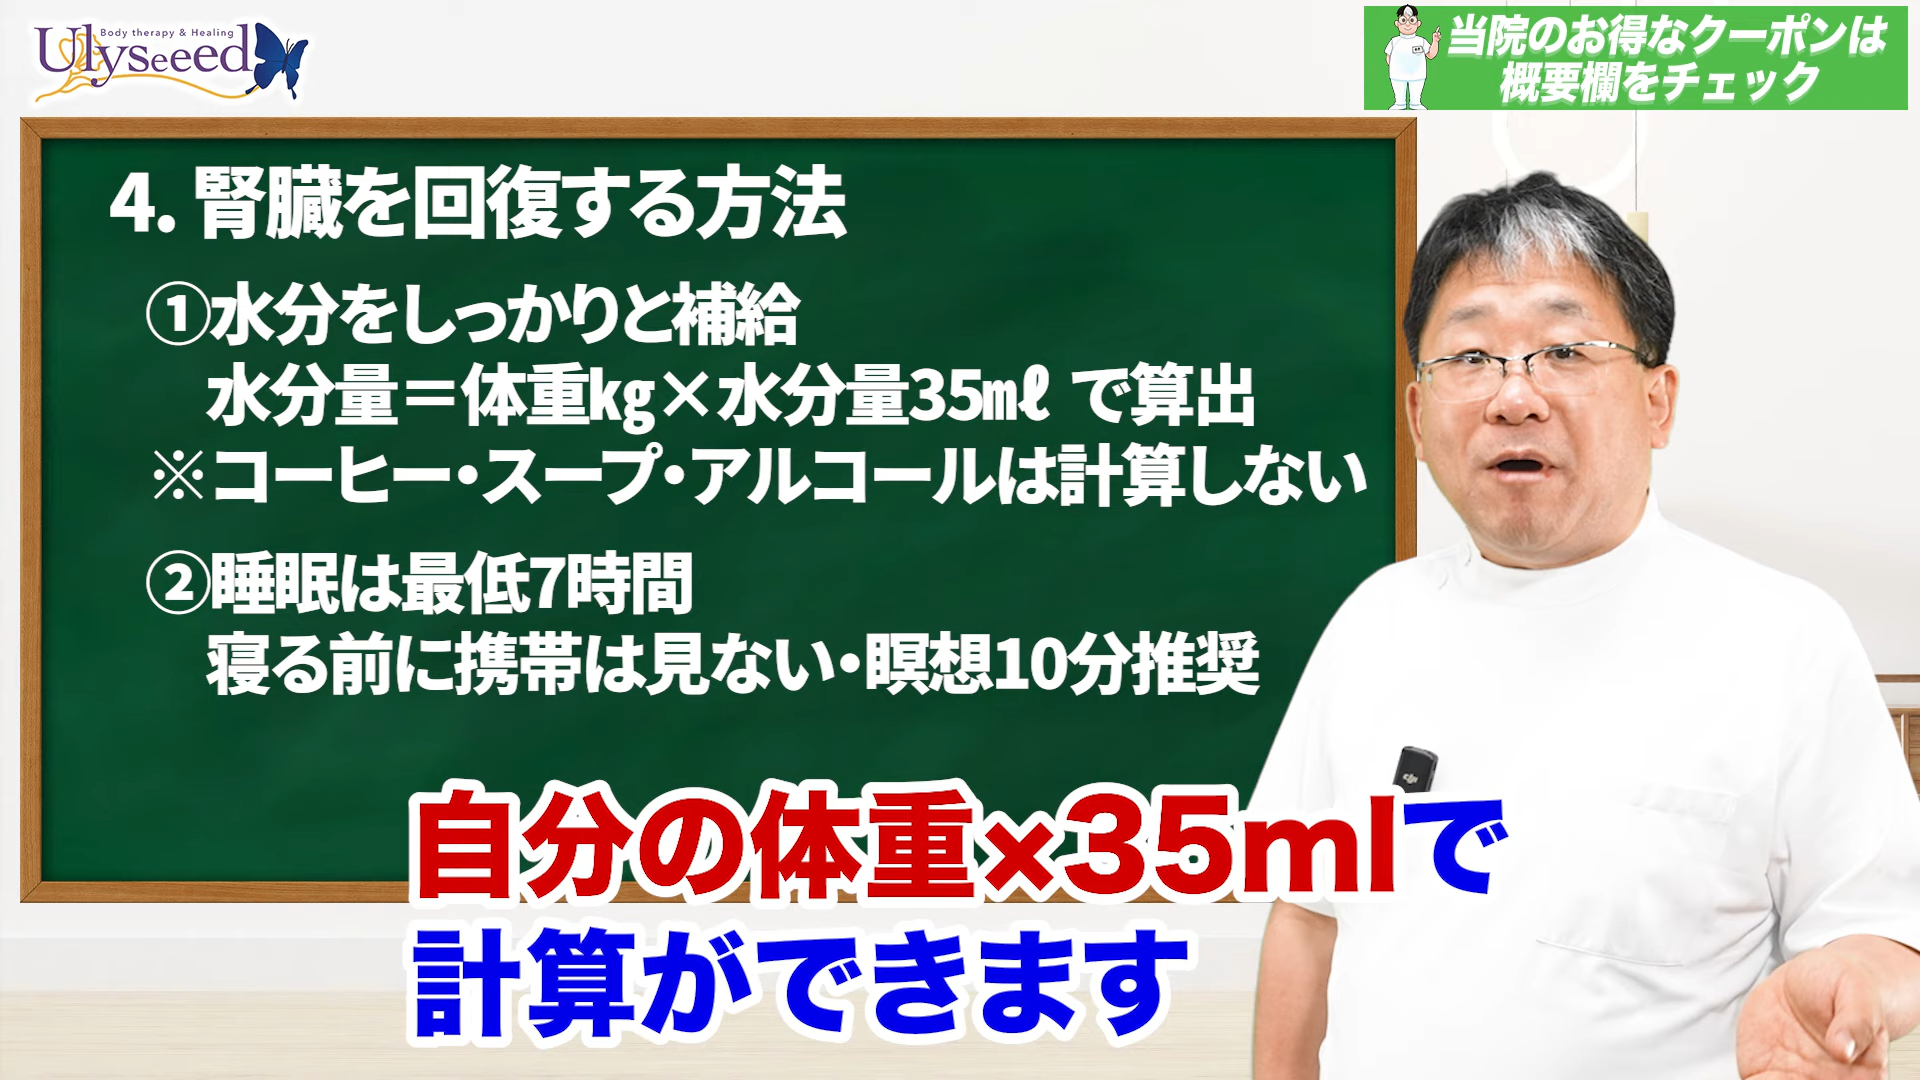 Body therapy & Healing
Ulyseeed
当院のお得なクーポンは
概要欄をチェック
4. 腎臓を回復する方法
①水分をしっかりと補給
水分量＝体重㎏×水分量35㎖ で算出
※コーヒー・スープ・アルコールは計算しない
②睡眠は最低7時間
寝る前に携帯は見ない・瞑想10分推奨
自分の体重×35mlで
計算ができます